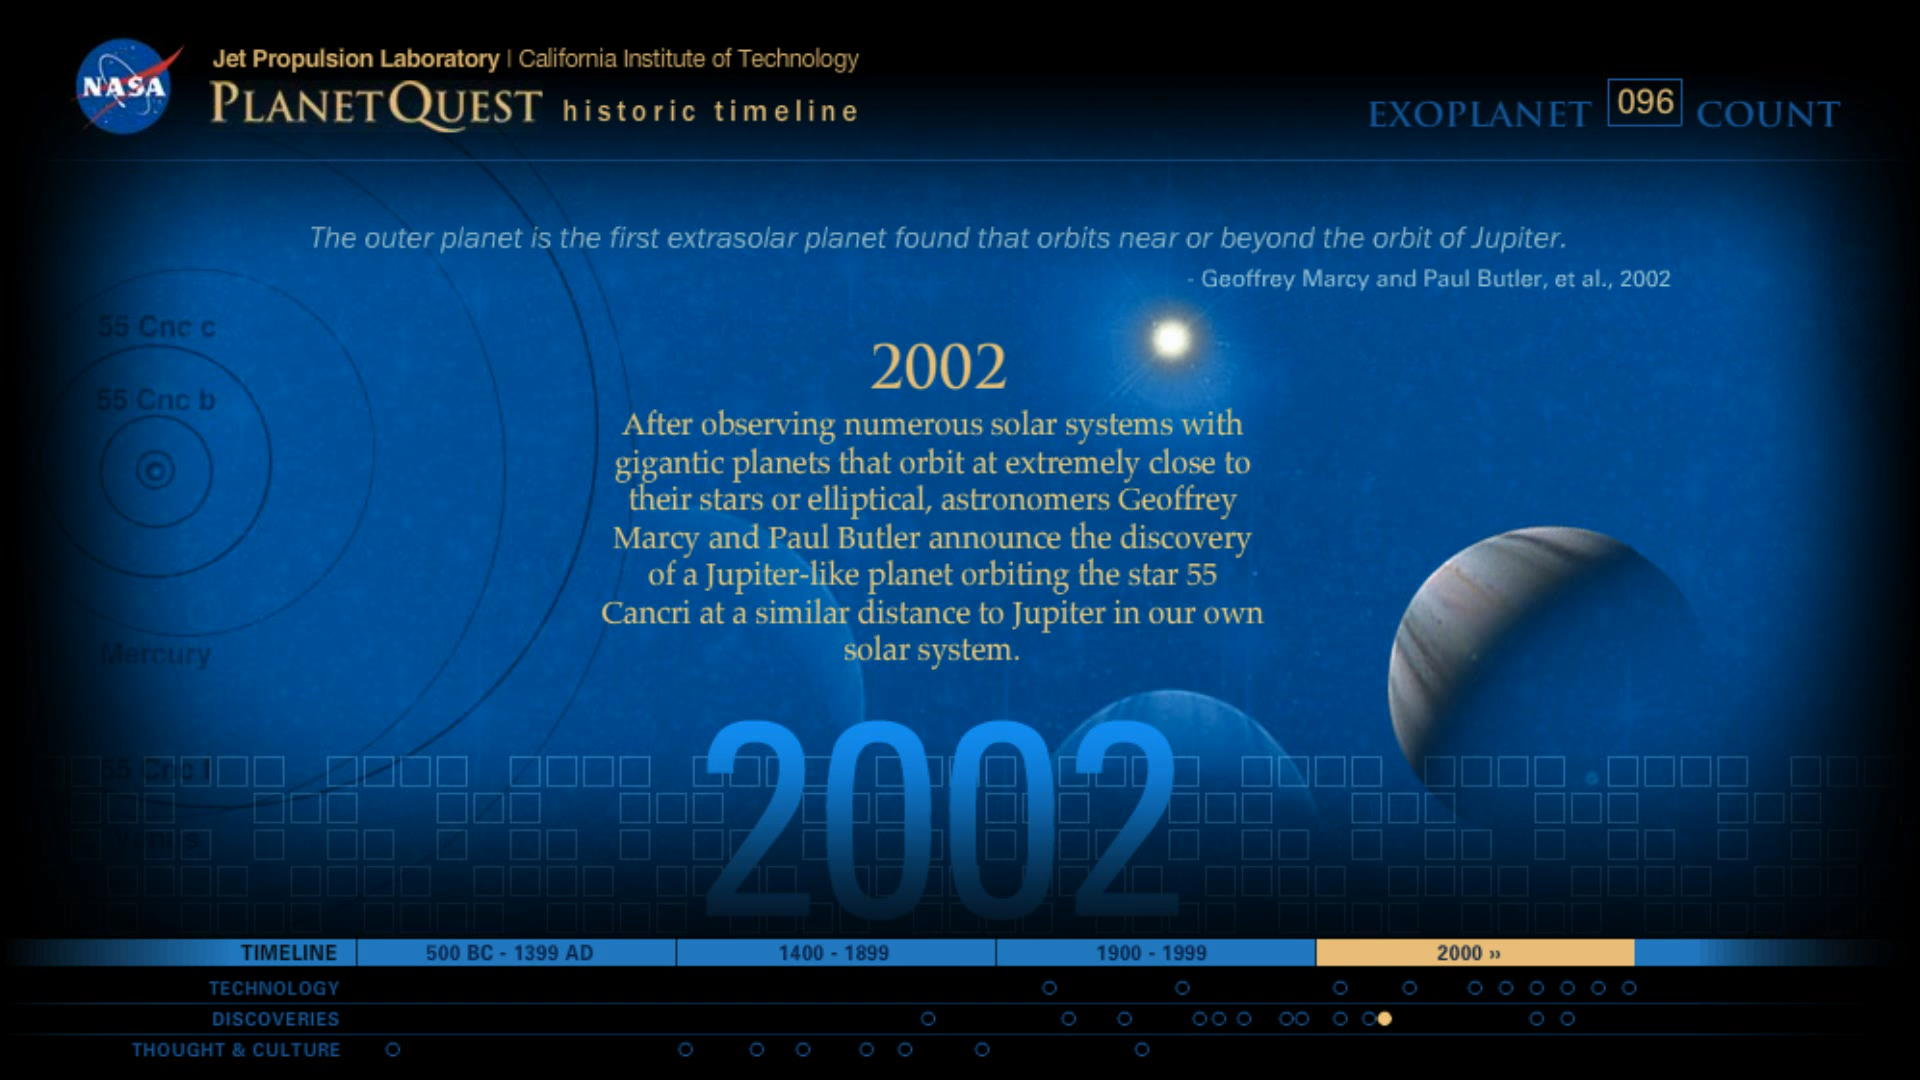 NASA
Jet Propulsion Laboratory | California Institute of Technology
PLANETQUEST historic timeline
EXOPLANET 096 COUNT
The outer planet is the first extrasolar planet found that orbits near or beyond the orbit of Jupiter.
- Geoffrey Marcy and Paul Butler, et al., 2002
55 Cnc c
55 Cnc b
Mercury
55 Cnc f
2002
After observing numerous solar systems with
gigantic planets that orbit at extremely close to
their stars or elliptical, astronomers Geoffrey
Marcy and Paul Butler announce the discovery
of a Jupiter-like planet orbiting the star 55
Cancri at a similar distance to Jupiter in our own
solar system.
2002
TIMELINE 500 BC - 1399 AD 1400 - 1899 1900 - 1999 2000 »
TECHNOLOGY
DISCOVERIES
THOUGHT & CULTURE